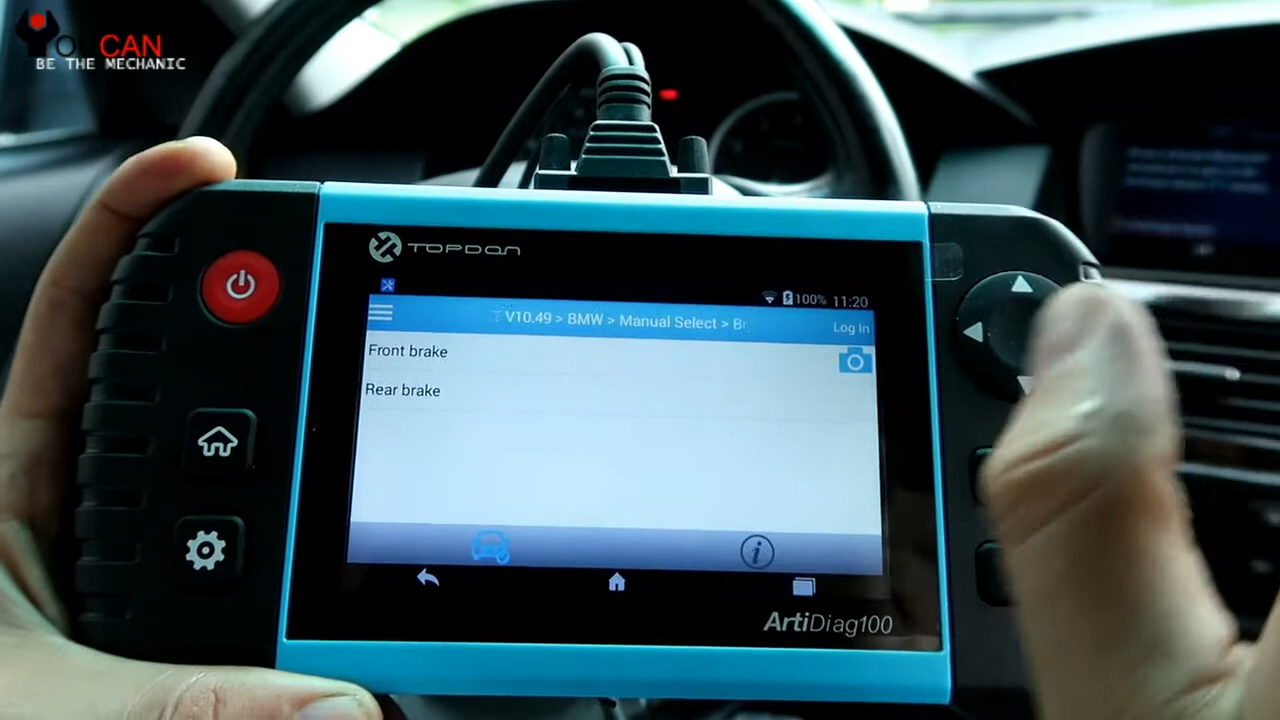 YOU CAN
BE THE MECHANIC
TOPDON
100% 11:20
V10.49 > BMW > Manual Select > Br
Log In
Front brake
Rear brake
ArtiDiag100